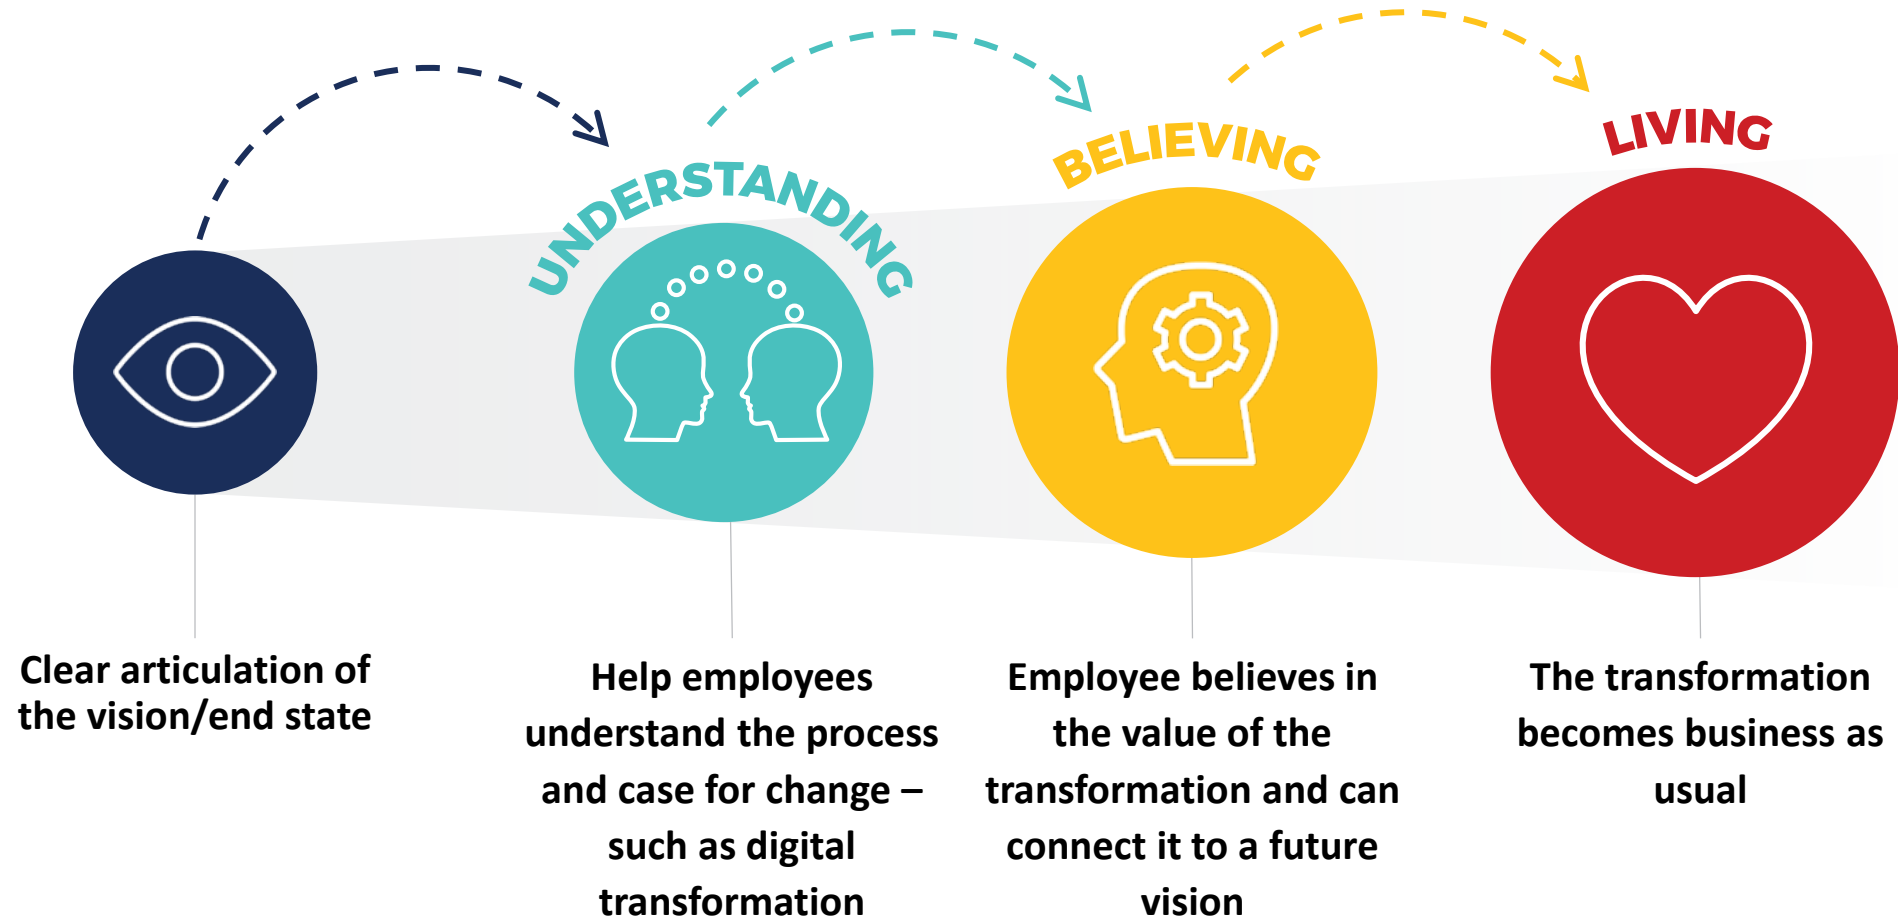 UNDERSTANDING
BELIEVING
LIVING
Clear articulation of
the vision/end state
Help employees
understand the process
and case for change –
such as digital
transformation
Employee believes in
the value of the
transformation and can
connect it to a future
vision
The transformation
becomes business as
usual